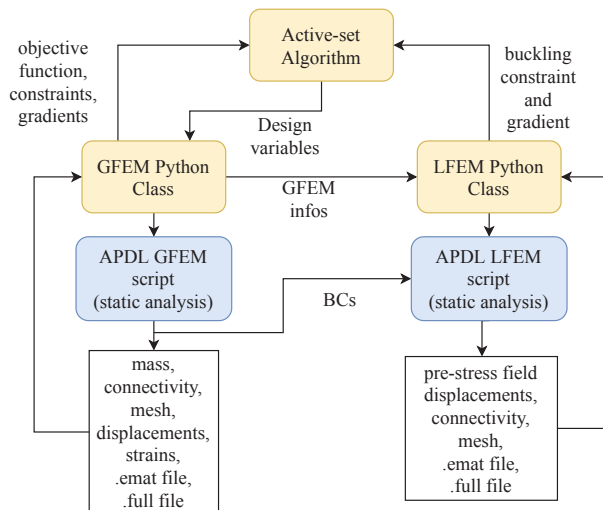 objective
function,
constraints,
gradients
Active-set
Algorithm
buckling
constraint
and
gradient
Design
variables
GFEM Python
Class
GFEM
infos
LFEM Python
Class
APDL GFEM
script
(static analysis)
BCs
APDL LFEM
script
(static analysis)
mass,
connectivity,
mesh,
displacements,
strains,
.emat file,
.full file
pre-stress field
displacements,
connectivity,
mesh,
.emat file,
.full file